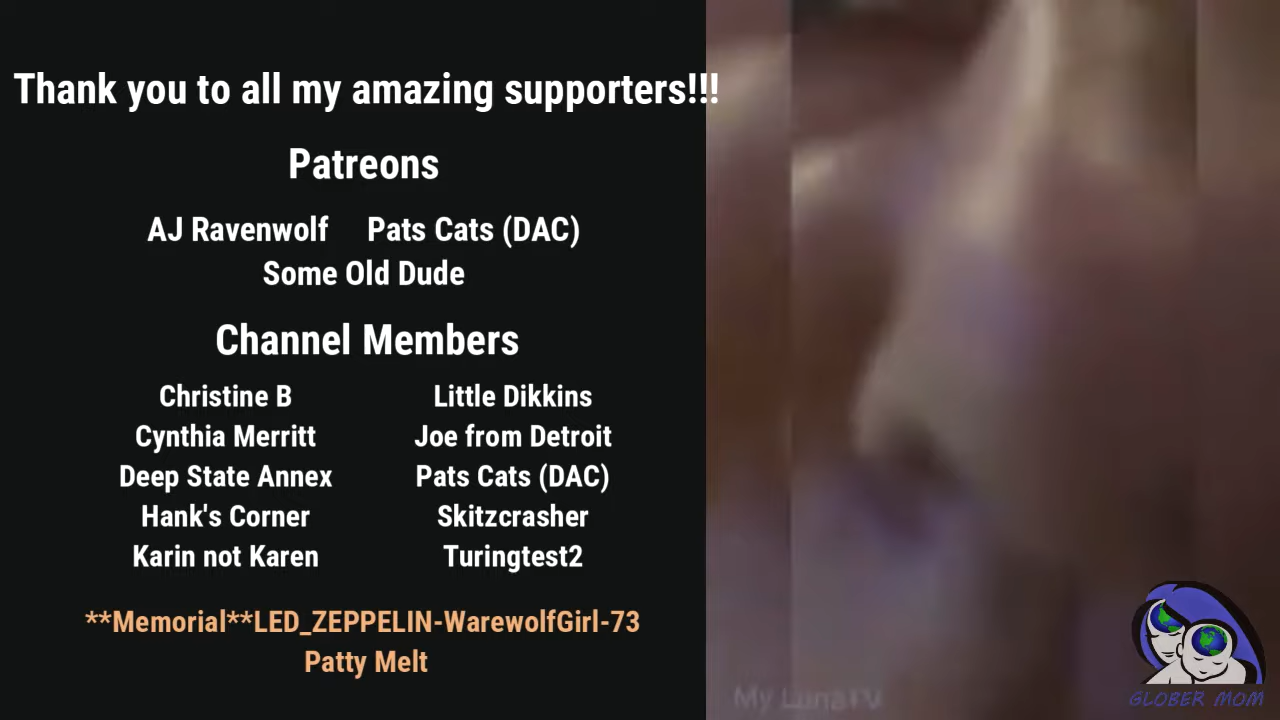 Thank you to all my amazing supporters!!!
Patreons
AJ Ravenwolf Pats Cats (DAC)
Some Old Dude
Channel Members
Christine B Little Dikkins
Cynthia Merritt Joe from Detroit
Deep State Annex Pats Cats (DAC)
Hank's Corner Skitzcrasher
Karin not Karen Turingtest2
**Memorial**LED_ZEPPELIN-WarewolfGirl-73
Patty Melt
My LunaTV
GLOBER MOM